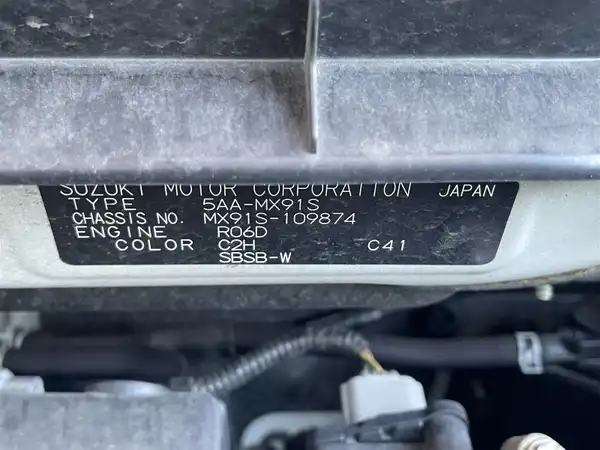 SUZUKI MOTOR CORPORATION JAPAN
TYPE 5AA-MX91S
CHASSIS NO. MX91S-109874
ENGINE R06D
COLOR C2H C41
SBSB-W